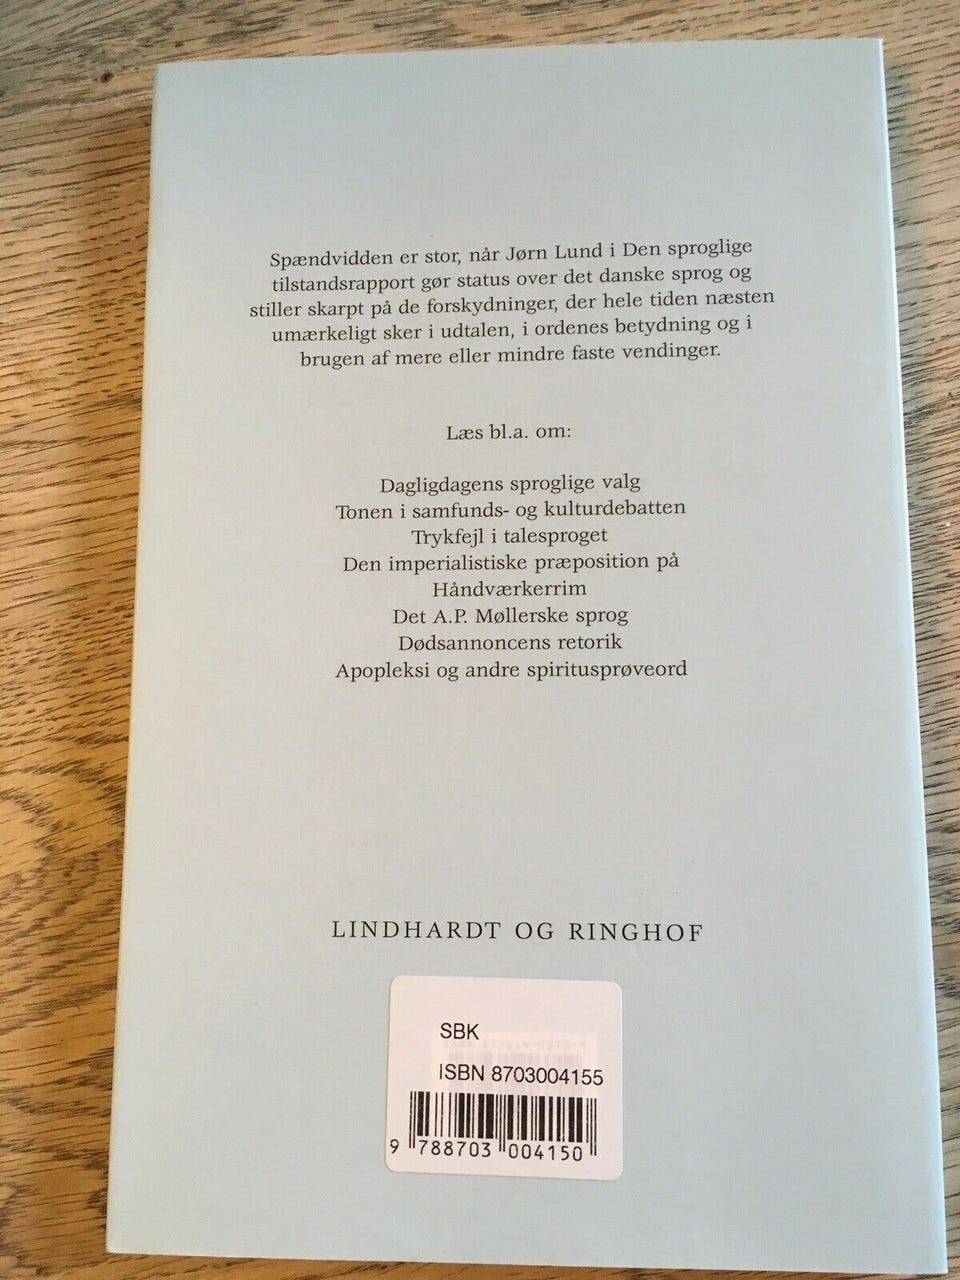 Spændvidden er stor, når Jørn Lund i Den sproglige
tilstandsrapport gør status over det danske sprog og
stiller skarpt på de forskydninger, der hele tiden næsten
umærkeligt sker i udtalen, i ordenes betydning og i
brugen af mere eller mindre faste vendinger.
Læs bl.a. om:
Dagligdagens sproglige valg
Tonen i samfunds- og kulturdebatten
Trykfejl i talesproget
Den imperialistiske præposition på
Håndværkerrim
Det A.P. Møllerske sprog
Dødsannoncens retorik
Apopleksi og andre spiritusprøveord
LINDHARDT OG RINGHOF
SBK
ISBN 8703004155
9 788703 004150